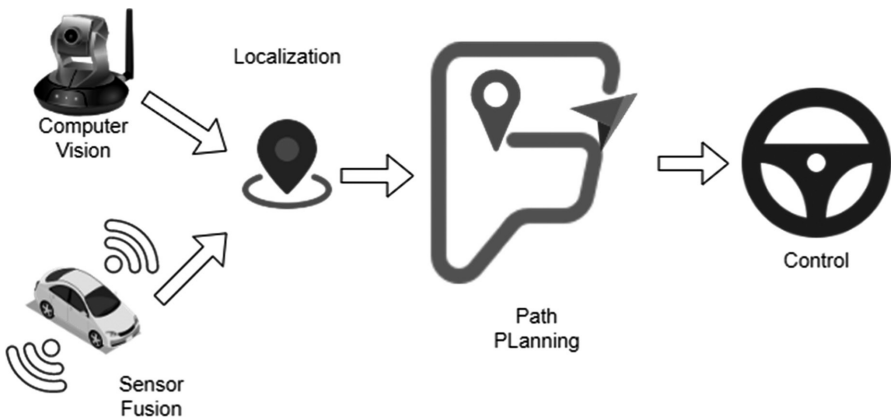 Computer
Vision
Localization
Sensor
Fusion
Path
PLanning
Control